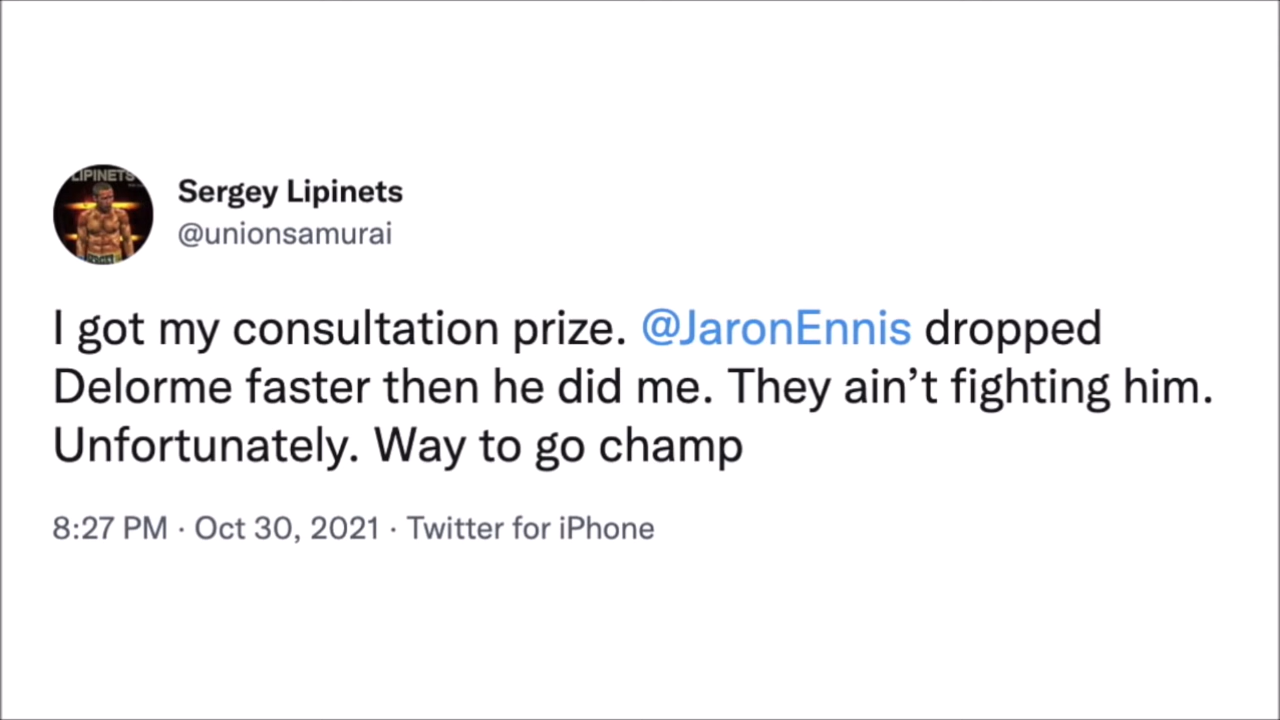 LIPINETS
Sergey Lipinets
@unionsamurai
I got my consultation prize. @JaronEnnis dropped
Delorme faster then he did me. They ain’t fighting him.
Unfortunately. Way to go champ
8:27 PM · Oct 30, 2021 · Twitter for iPhone